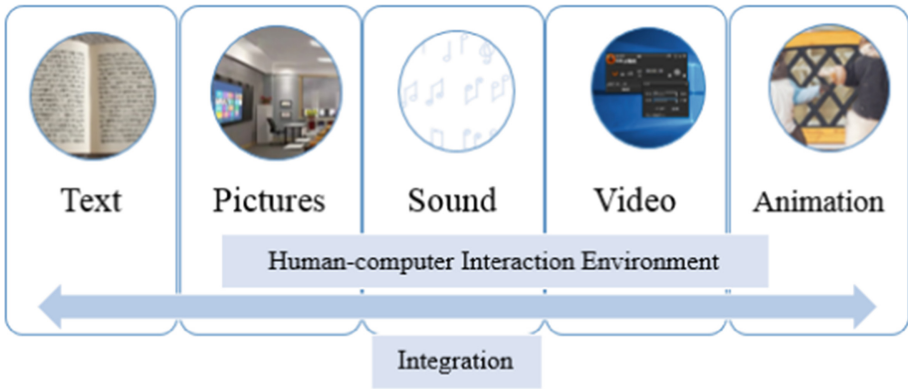 Text
Pictures
Sound
Video
Animation
Human-computer Interaction Environment
Integration